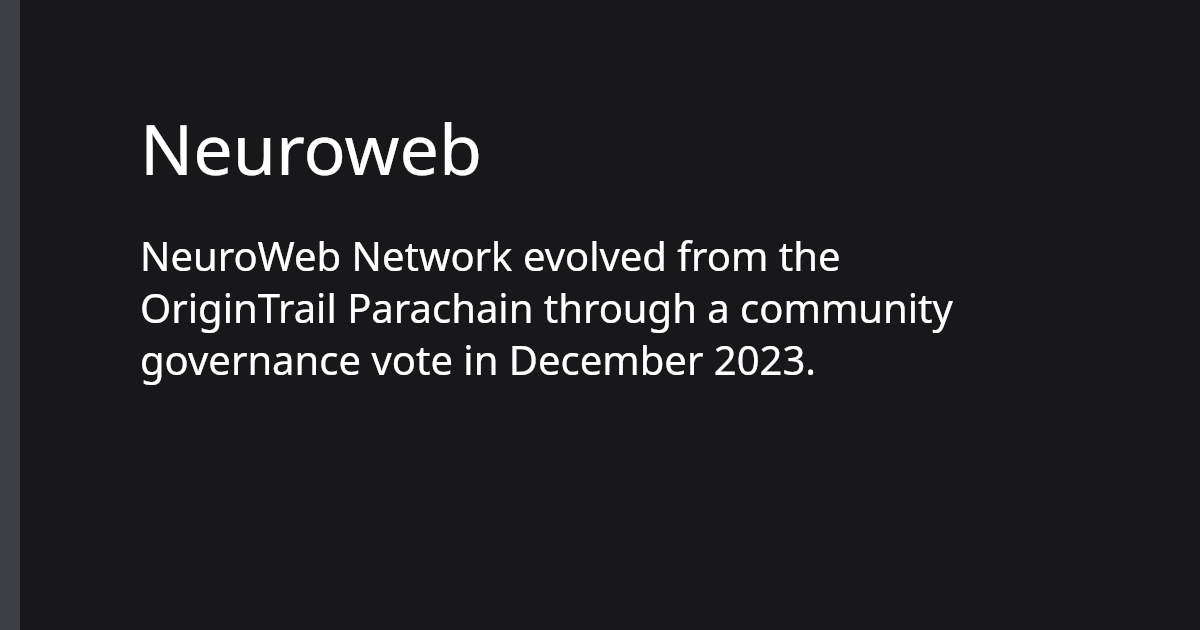 Neuroweb
NeuroWeb Network evolved from the
OriginTrail Parachain through a community
governance vote in December 2023.